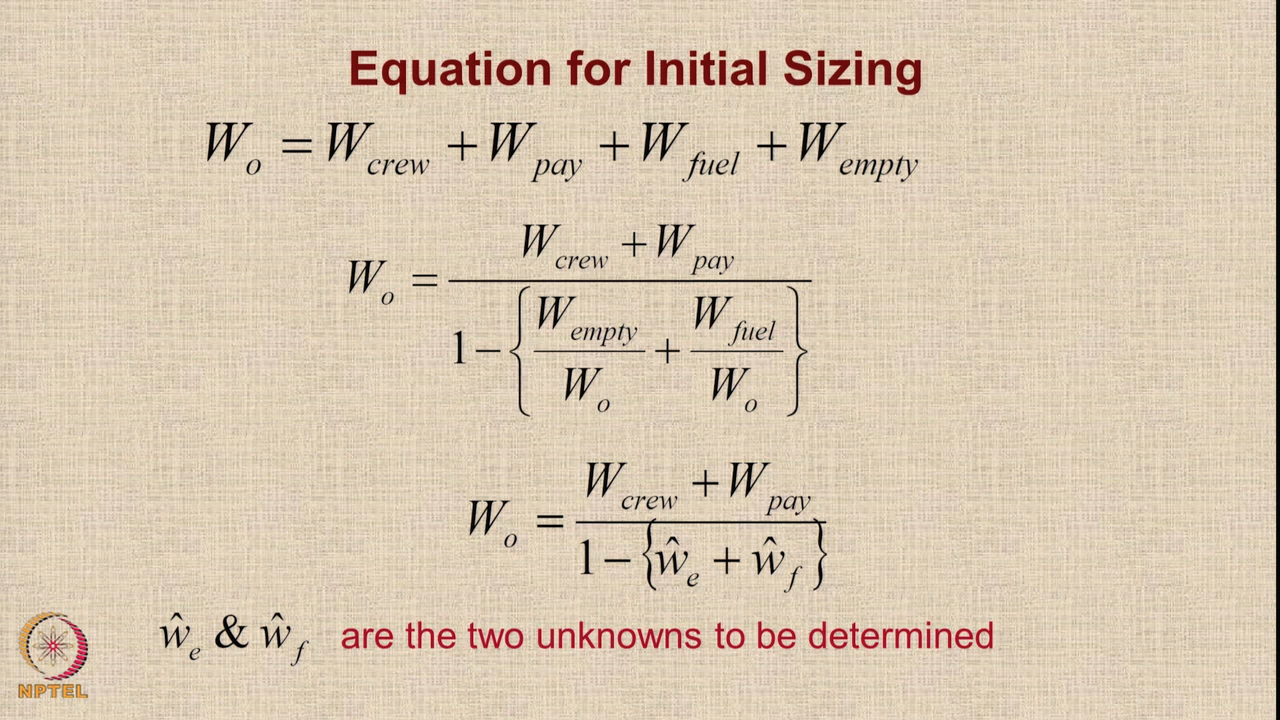 Equation for Initial Sizing
W_o = W_crew + W_pay + W_fuel + W_empty
W_o = (W_crew + W_pay) / (1 − {W_empty / W_o + W_fuel / W_o})
W_o = (W_crew + W_pay) / (1 − {ŵ_e + ŵ_f})
ŵ_e & ŵ_f are the two unknowns to be determined
NPTEL